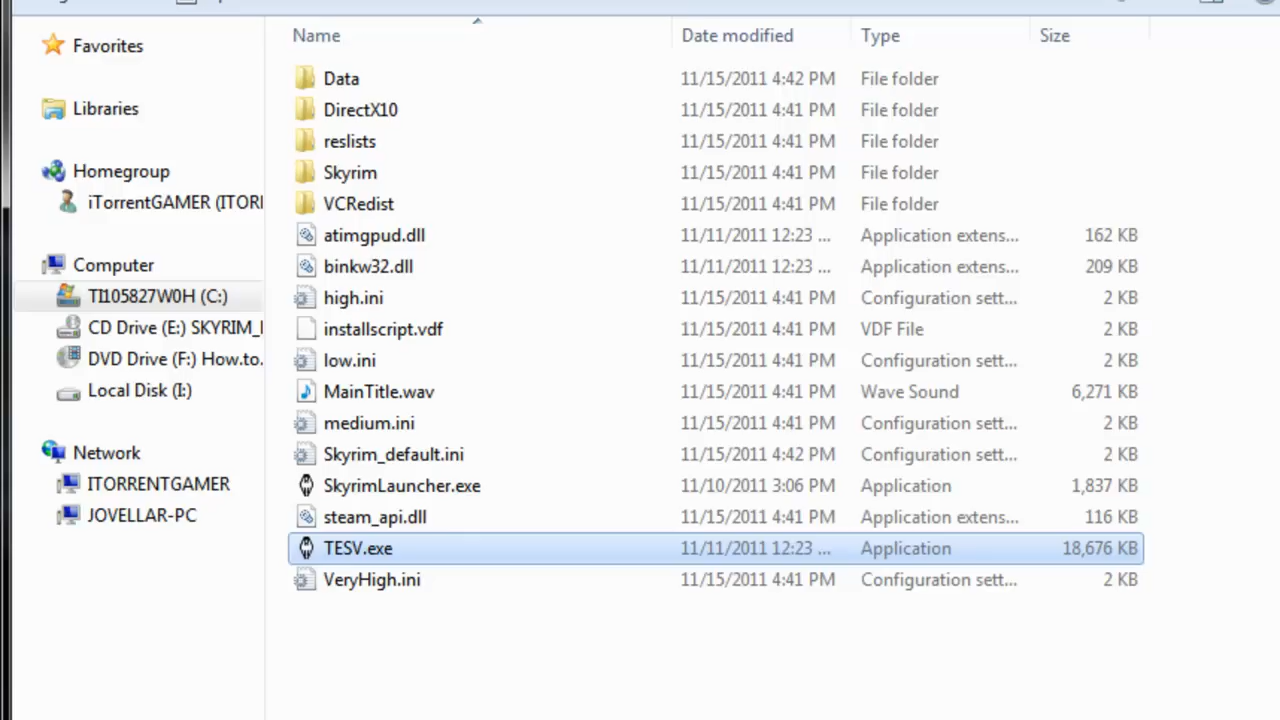 Name Date modified Type Size
Favorites
Libraries
Homegroup
iTorrentGAMER (ITORI
Computer
TI105827W0H (C:)
CD Drive (E:) SKYRIM_
DVD Drive (F:) How.to.
Local Disk (I:)
Network
ITORRENTGAMER
JOVELLAR-PC
Data 11/15/2011 4:42 PM File folder
DirectX10 11/15/2011 4:41 PM File folder
reslists 11/15/2011 4:41 PM File folder
Skyrim 11/15/2011 4:41 PM File folder
VCRedist 11/15/2011 4:41 PM File folder
atimgpud.dll 11/11/2011 12:23 ... Application extens... 162 KB
binkw32.dll 11/11/2011 12:23 ... Application extens... 209 KB
high.ini 11/15/2011 4:41 PM Configuration sett... 2 KB
installscript.vdf 11/15/2011 4:41 PM VDF File 2 KB
low.ini 11/15/2011 4:41 PM Configuration sett... 2 KB
MainTitle.wav 11/15/2011 4:41 PM Wave Sound 6,271 KB
medium.ini 11/15/2011 4:41 PM Configuration sett... 2 KB
Skyrim_default.ini 11/15/2011 4:42 PM Configuration sett... 2 KB
SkyrimLauncher.exe 11/10/2011 3:06 PM Application 1,837 KB
steam_api.dll 11/15/2011 4:41 PM Application extens... 116 KB
TESV.exe 11/11/2011 12:23 ... Application 18,676 KB
VeryHigh.ini 11/15/2011 4:41 PM Configuration sett... 2 KB